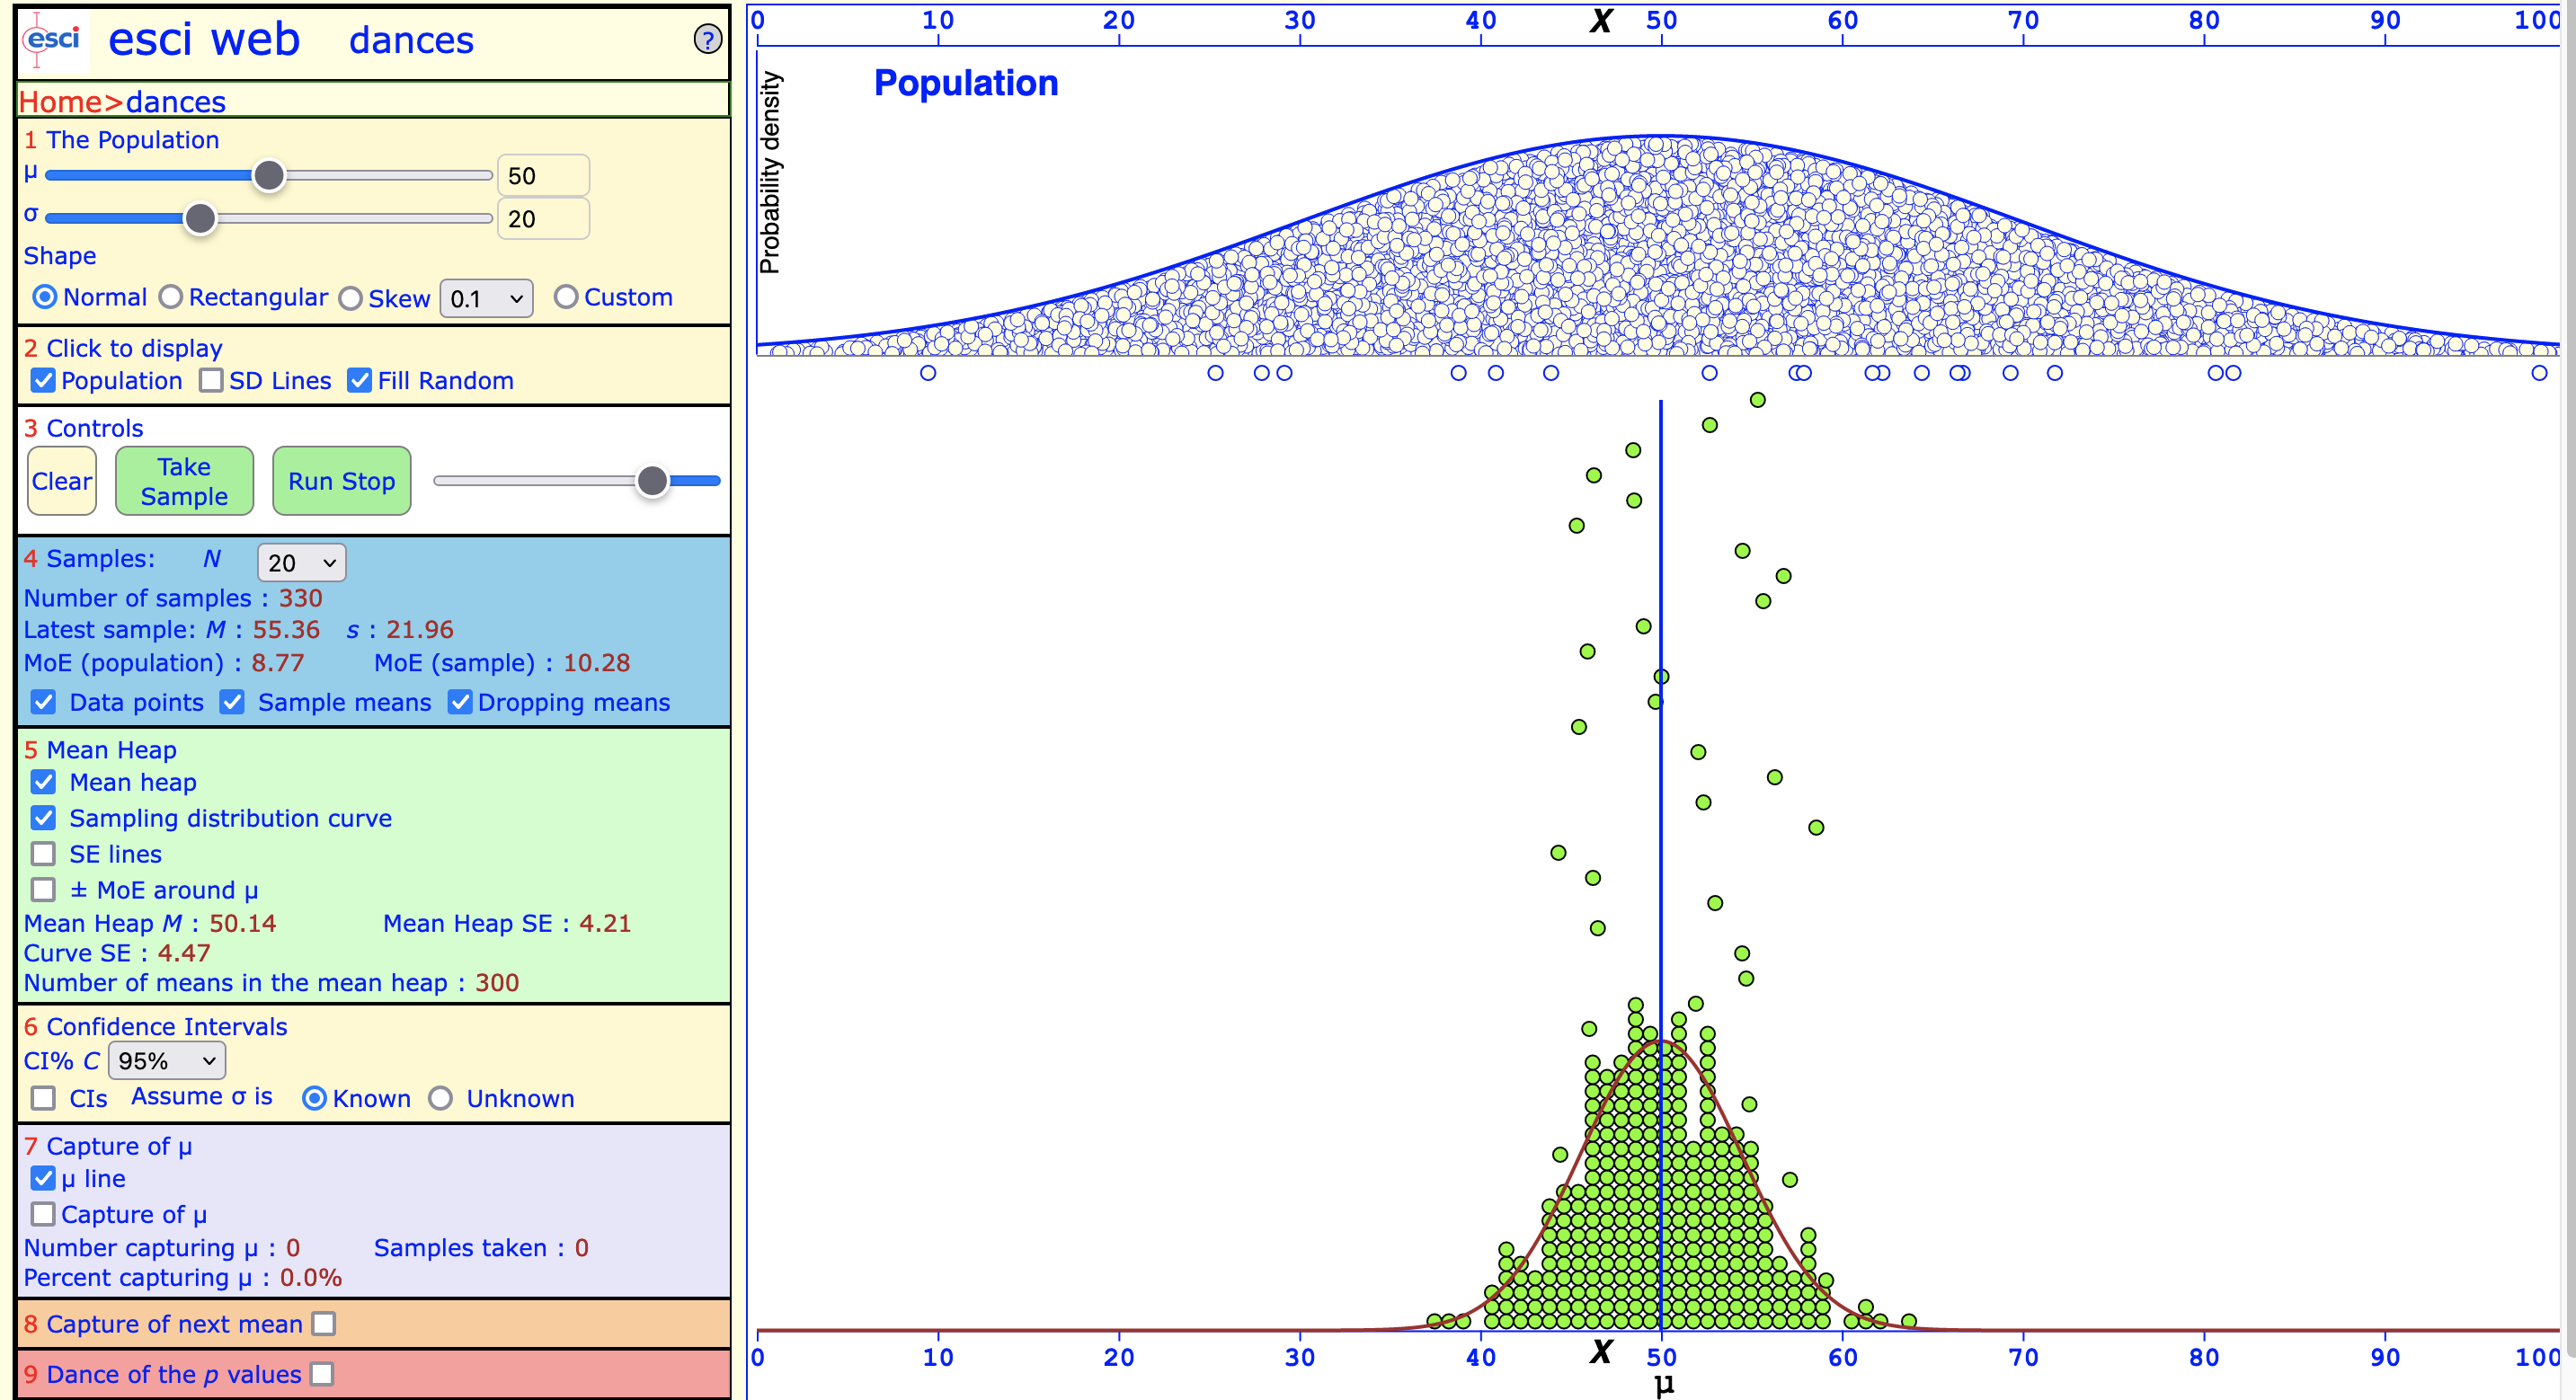 esci esci web dances ?
Home>dances
1 The Population
μ 50
σ 20
Shape
Normal Rectangular Skew 0.1 Custom
2 Click to display
Population SD Lines Fill Random
3 Controls
Clear Take Sample Run Stop
4 Samples: N 20
Number of samples : 330
Latest sample: M : 55.36 s : 21.96
MoE (population) : 8.77 MoE (sample) : 10.28
Data points Sample means Dropping means
5 Mean Heap
Mean heap
Sampling distribution curve
SE lines
± MoE around μ
Mean Heap M : 50.14 Mean Heap SE : 4.21
Curve SE : 4.47
Number of means in the mean heap : 300
6 Confidence Intervals
CI% C 95%
CIs Assume σ is Known Unknown
7 Capture of μ
μ line
Capture of μ
Number capturing μ : 0 Samples taken : 0
Percent capturing μ : 0.0%
8 Capture of next mean
9 Dance of the p values
0 10 20 30 40 X 50 60 70 80 90 100
Population
Probability density
0 10 20 30 40 X 50 60 70 80 90 100
μ